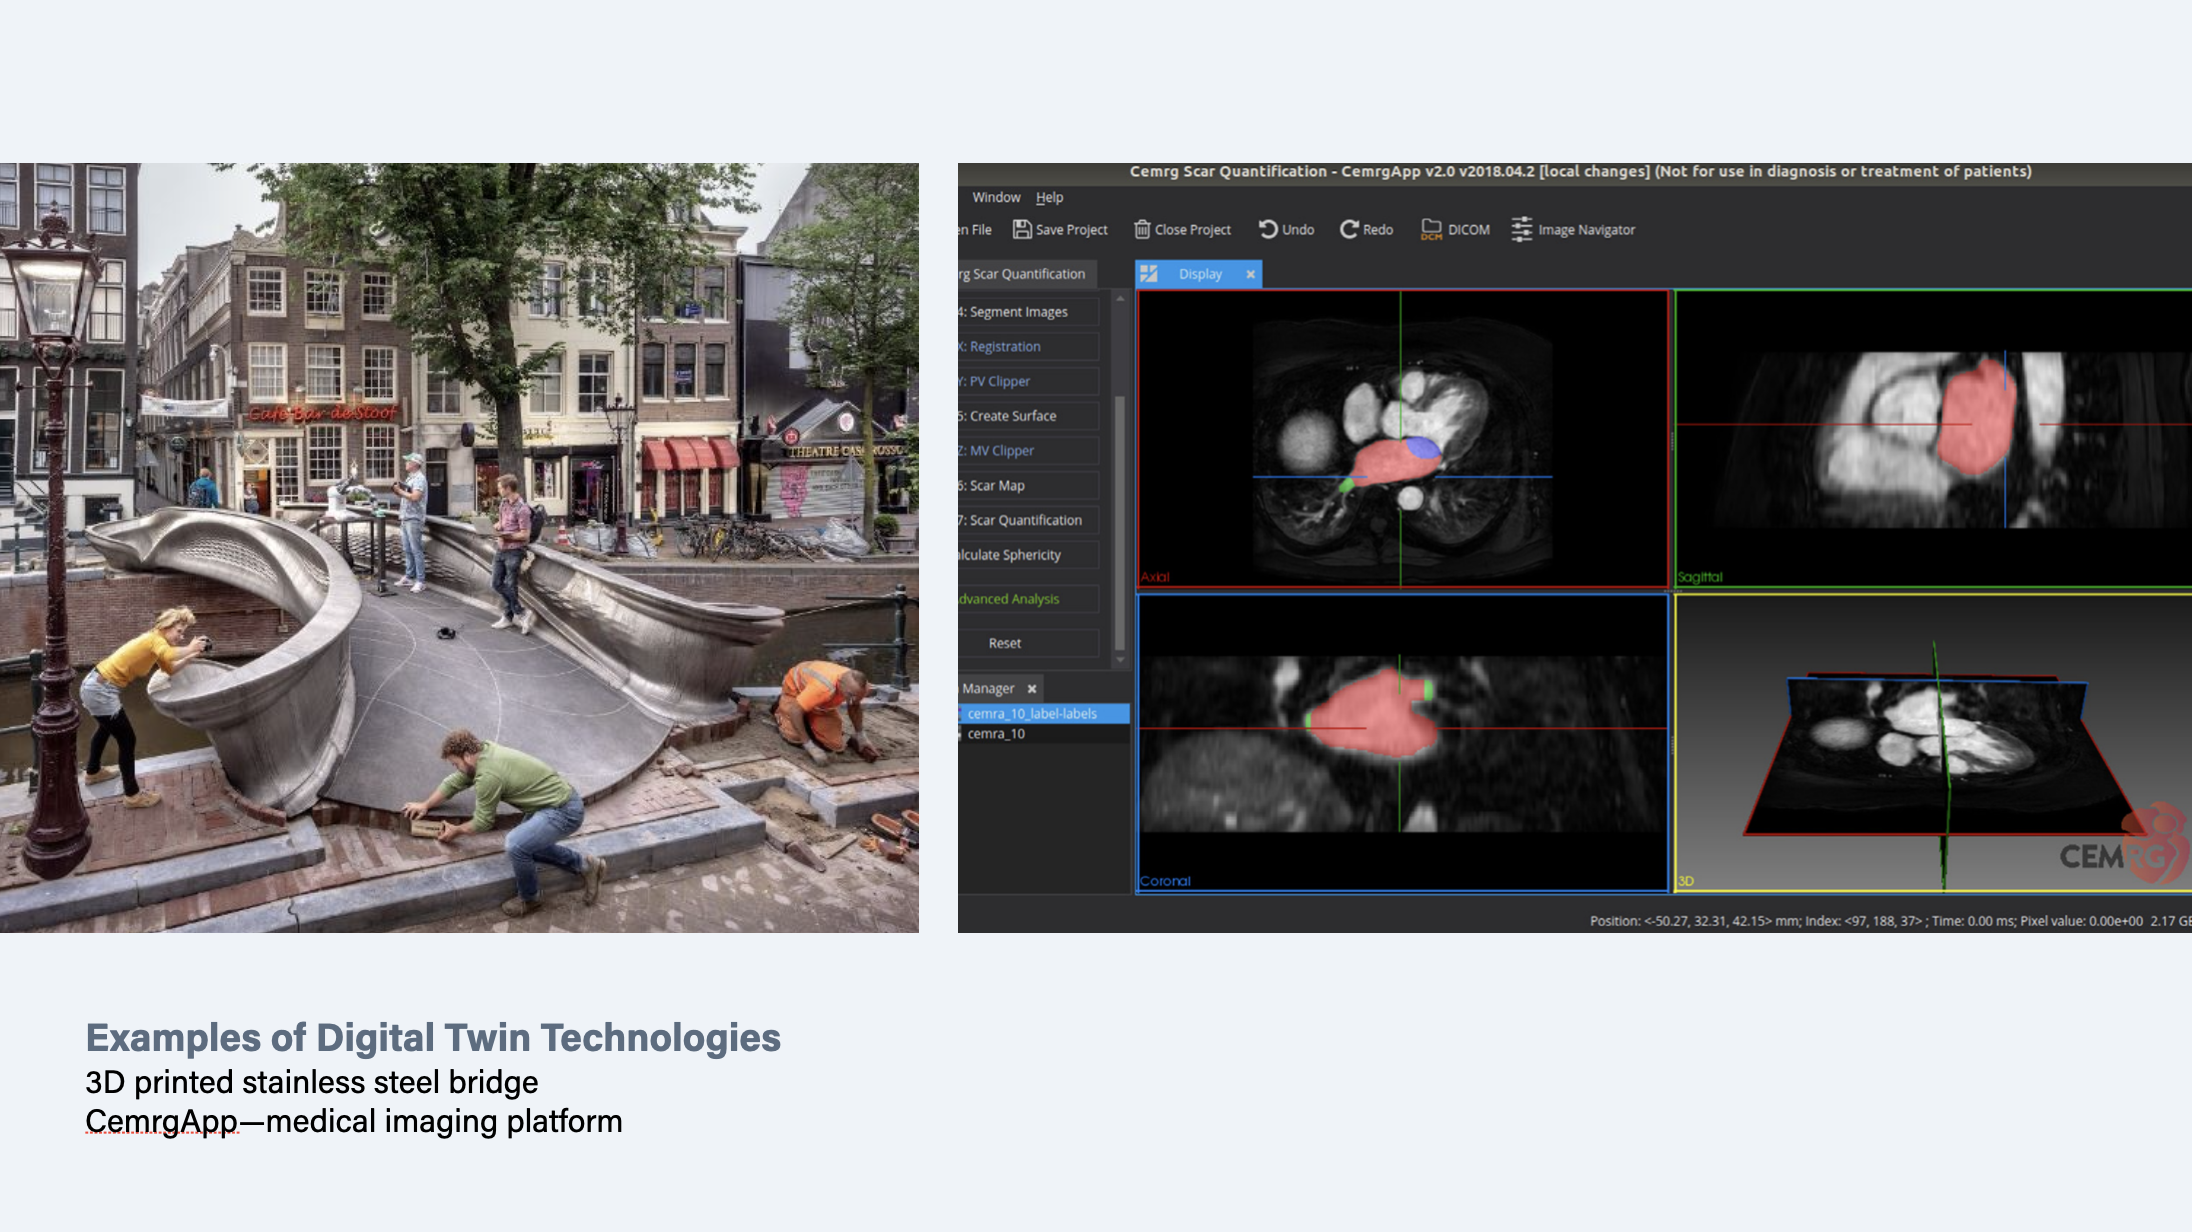 Cafe-Bar de Stoof
THEATRE CASA ROSSO
Cemrg Scar Quantification - CemrgApp v2.0 v2018.04.2 [local changes] (Not for use in diagnosis or treatment of patients)
Window Help
en File Save Project Close Project Undo Redo DCM DICOM Image Navigator
rg Scar Quantification
Display
4: Segment Images
X: Registration
Y: PV Clipper
5: Create Surface
Z: MV Clipper
6: Scar Map
7: Scar Quantification
alculate Sphericity
dvanced Analysis
Reset
Manager
cemra_10_label-labels
cemra_10
Axial
Sagittal
Coronal
3D
CEMRG
Position: <-50.27, 32.31, 42.15> mm; Index: <97, 188, 37> ; Time: 0.00 ms; Pixel value: 0.00e+00 2.17 GB
Examples of Digital Twin Technologies
3D printed stainless steel bridge
CemrgApp—medical imaging platform